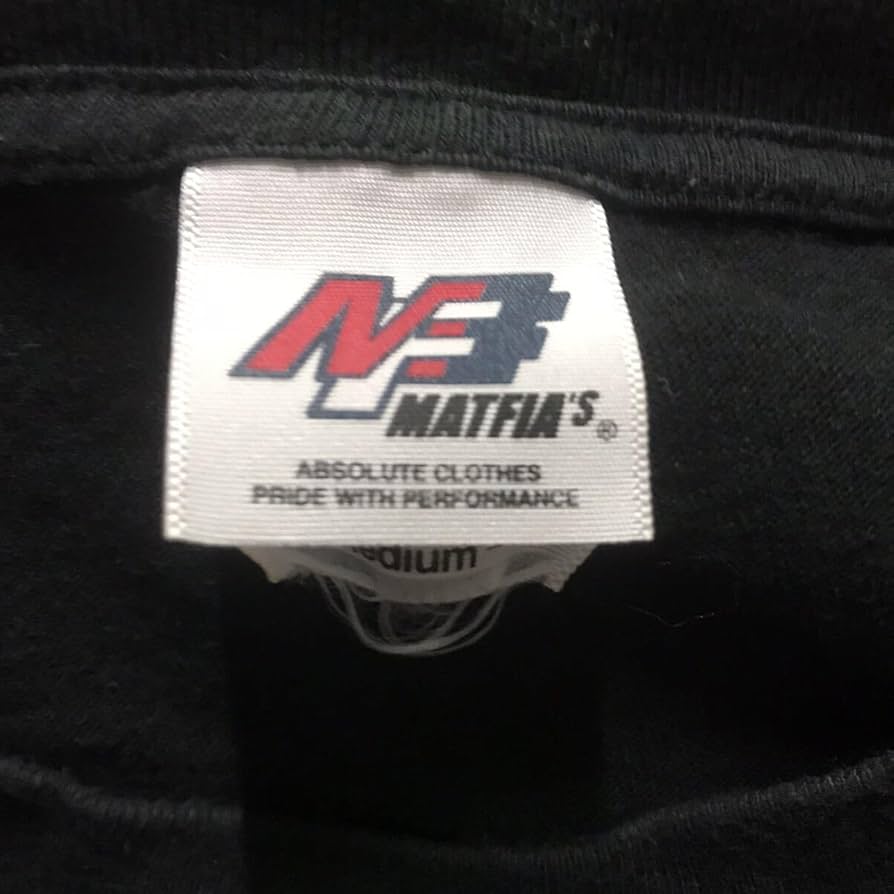 MATFIA'S®
ABSOLUTE CLOTHES
PRIDE WITH PERFORMANCE